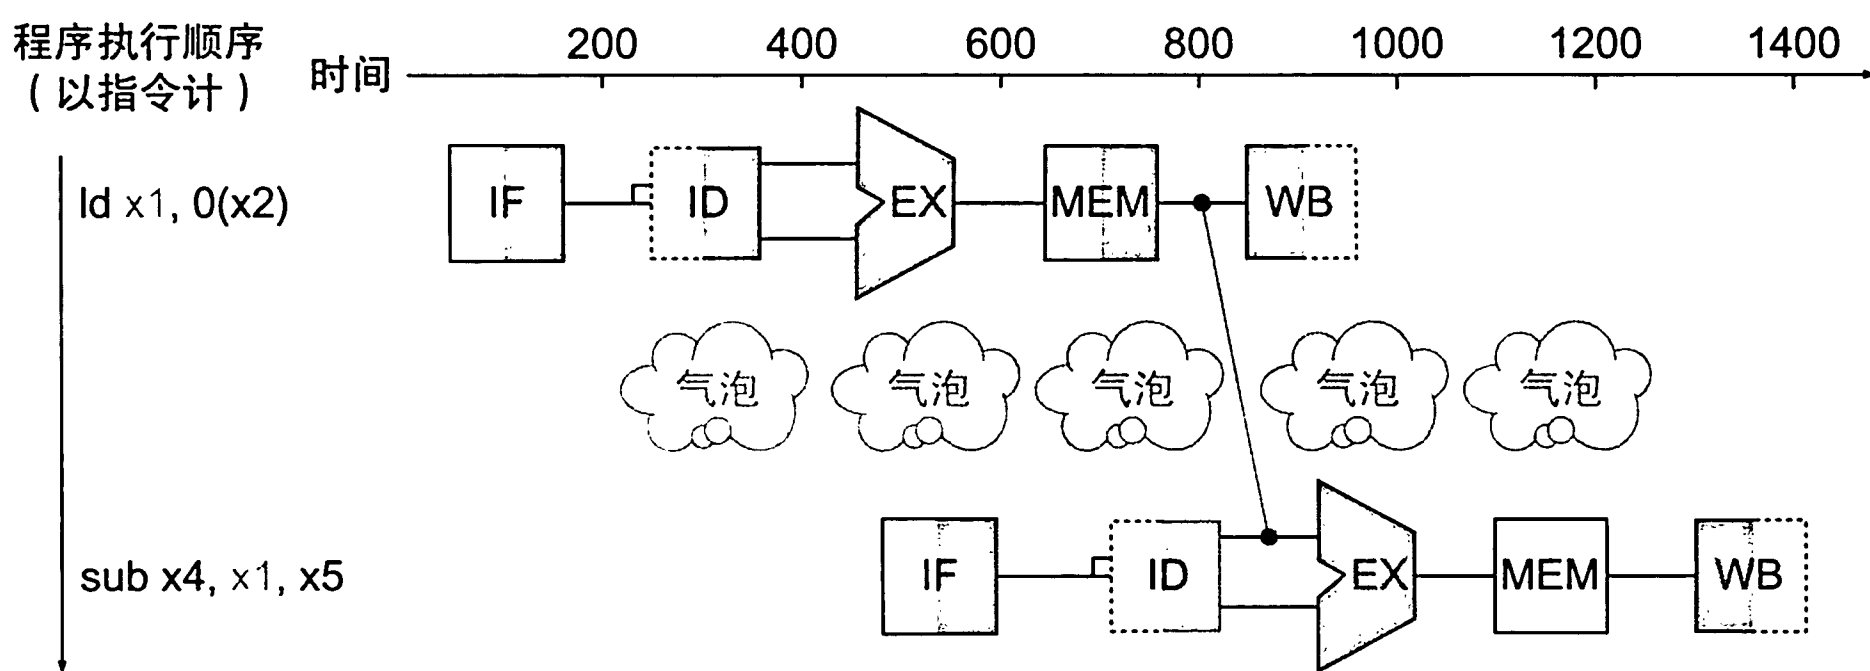 程序执行顺序
（以指令计）
时间
200 400 600 800 1000 1200 1400
ld x1, 0(x2)
IF ID EX MEM WB
气泡 气泡 气泡 气泡 气泡
sub x4, x1, x5
IF ID EX MEM WB